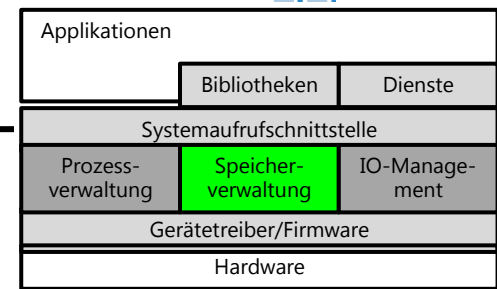 Applikationen
Bibliotheken
Dienste
Systemaufrufschnittstelle
Prozess-
verwaltung
Speicher-
verwaltung
IO-Manage-
ment
Gerätetreiber/Firmware
Hardware